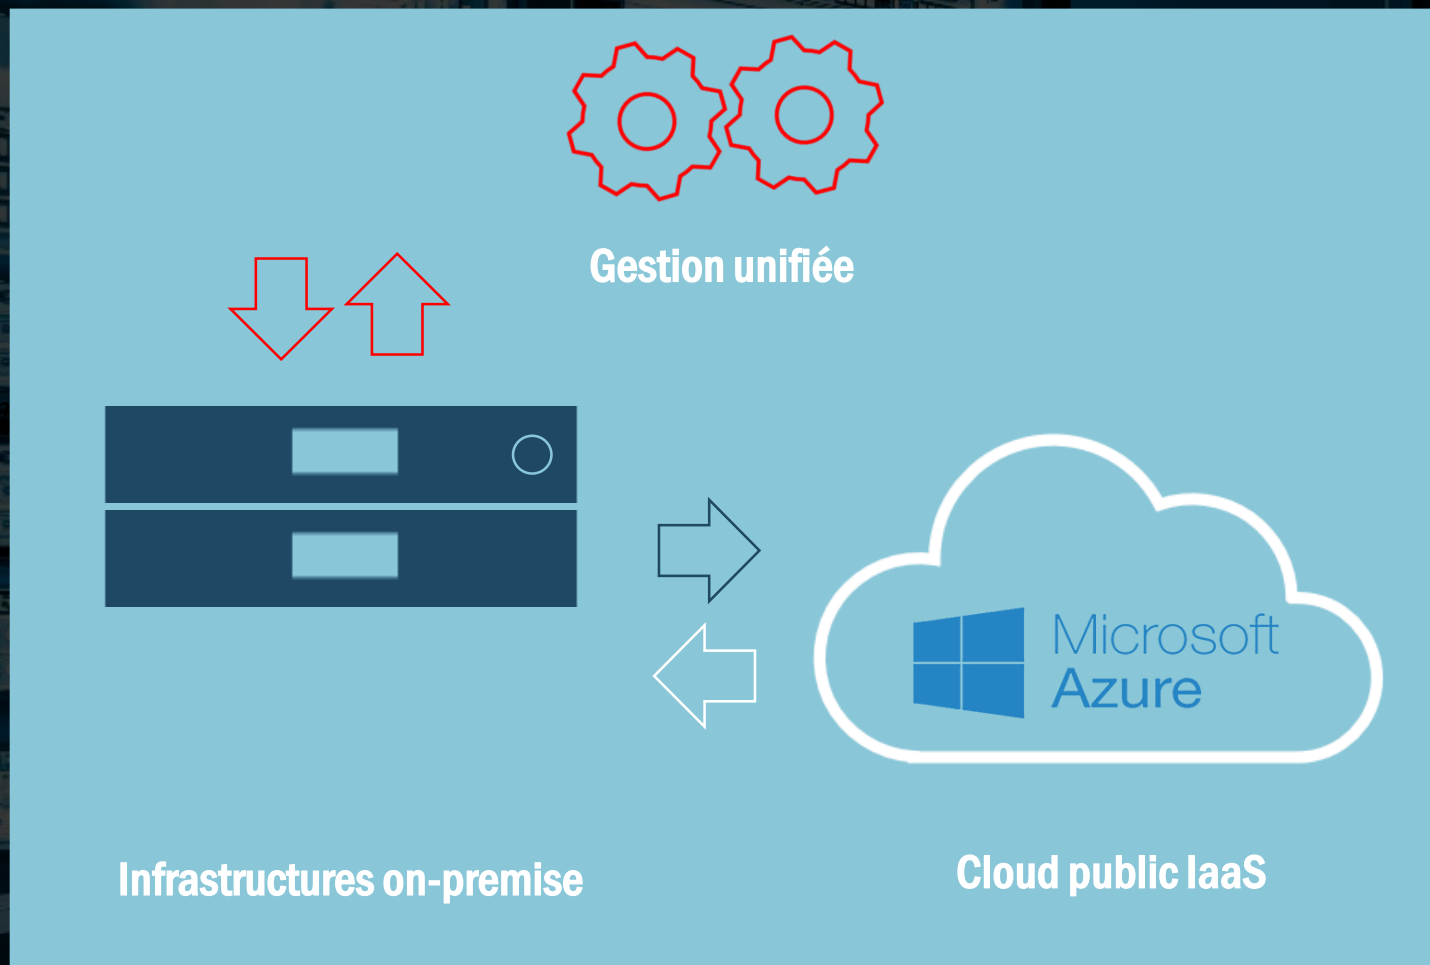 Gestion unifiée
Microsoft
Azure
Infrastructures on-premise
Cloud public IaaS